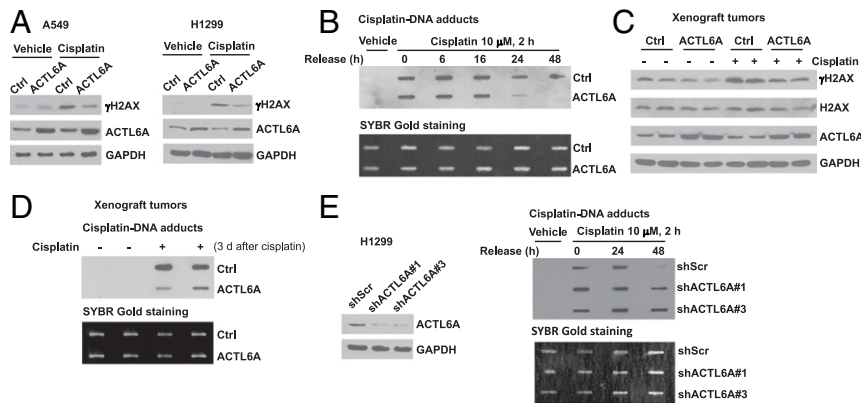 A
A549
Vehicle Cisplatin
Ctrl ACTL6A Ctrl ACTL6A
γH2AX
ACTL6A
GAPDH
H1299
Vehicle Cisplatin
Ctrl ACTL6A Ctrl ACTL6A
γH2AX
ACTL6A
GAPDH
B
Cisplatin-DNA adducts
Vehicle Cisplatin 10 μM, 2 h
Release (h) 0 6 16 24 48
Ctrl
ACTL6A
SYBR Gold staining
Ctrl
ACTL6A
C
Xenograft tumors
Ctrl ACTL6A Ctrl ACTL6A
- - - - + + + + Cisplatin
γH2AX
H2AX
ACTL6A
GAPDH
D
Xenograft tumors
Cisplatin-DNA adducts
Cisplatin - - + + (3 d after cisplatin)
Ctrl
ACTL6A
SYBR Gold staining
Ctrl
ACTL6A
E
H1299
shScr shACTL6A#1 shACTL6A#3
ACTL6A
GAPDH
Cisplatin-DNA adducts
Vehicle Cisplatin 10 μM, 2 h
Release (h) 0 24 48
shScr
shACTL6A#1
shACTL6A#3
SYBR Gold staining
shScr
shACTL6A#1
shACTL6A#3